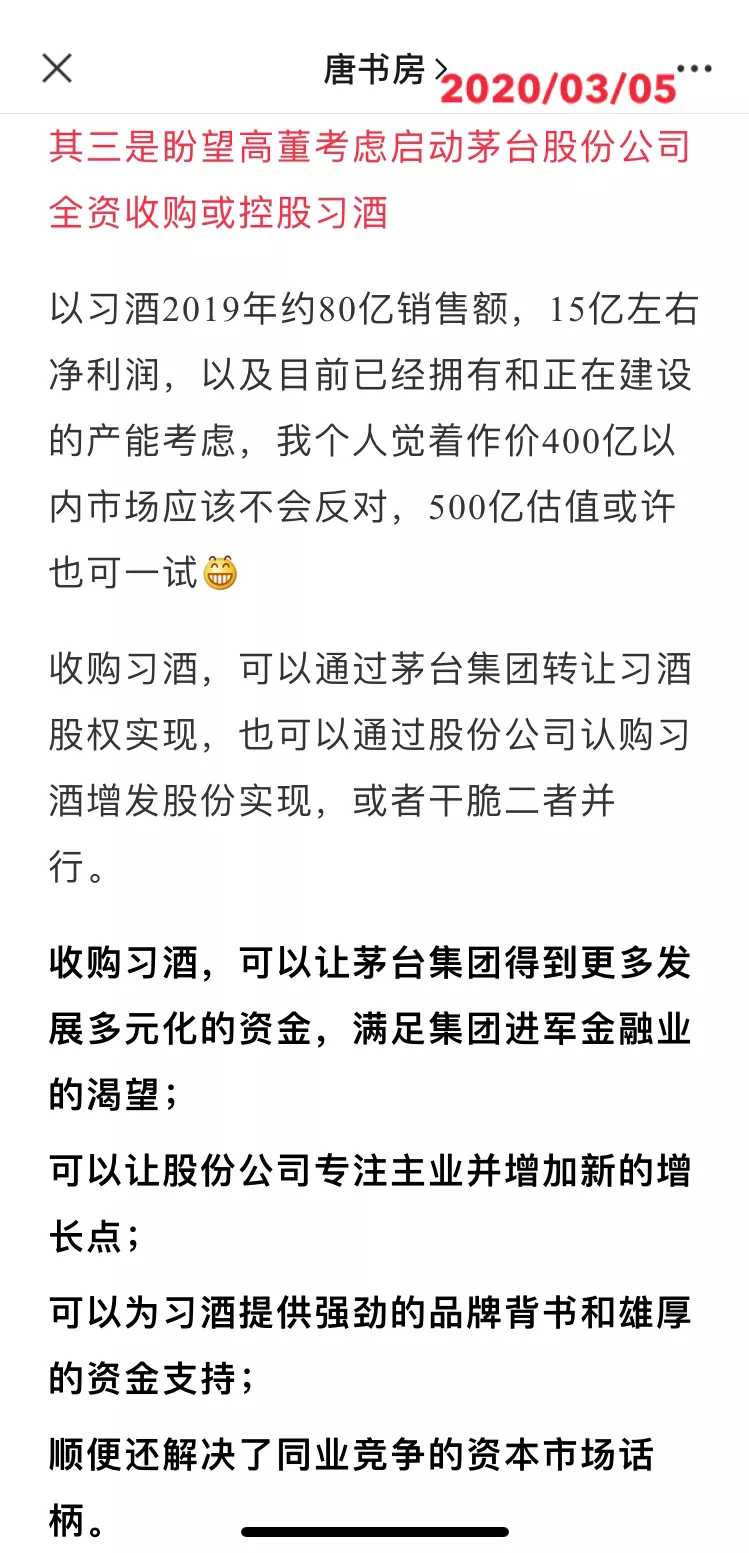 唐书房
2020/03/05
其三是盼望高董考虑启动茅台股份公司
全资收购或控股习酒
以习酒2019年约80亿销售额，15亿左右
净利润，以及目前已经拥有和正在建设
的产能考虑，我个人觉着作价400亿以
内市场应该不会反对，500亿估值或许
也可一试😁
收购习酒，可以通过茅台集团转让习酒
股权实现，也可以通过股份公司认购习
酒增发股份实现，或者干脆二者并
行。
收购习酒，可以让茅台集团得到更多发
展多元化的资金，满足集团进军金融业
的渴望；
可以让股份公司专注主业并增加新的增
长点；
可以为习酒提供强劲的品牌背书和雄厚
的资金支持；
顺便还解决了同业竞争的资本市场话
柄。